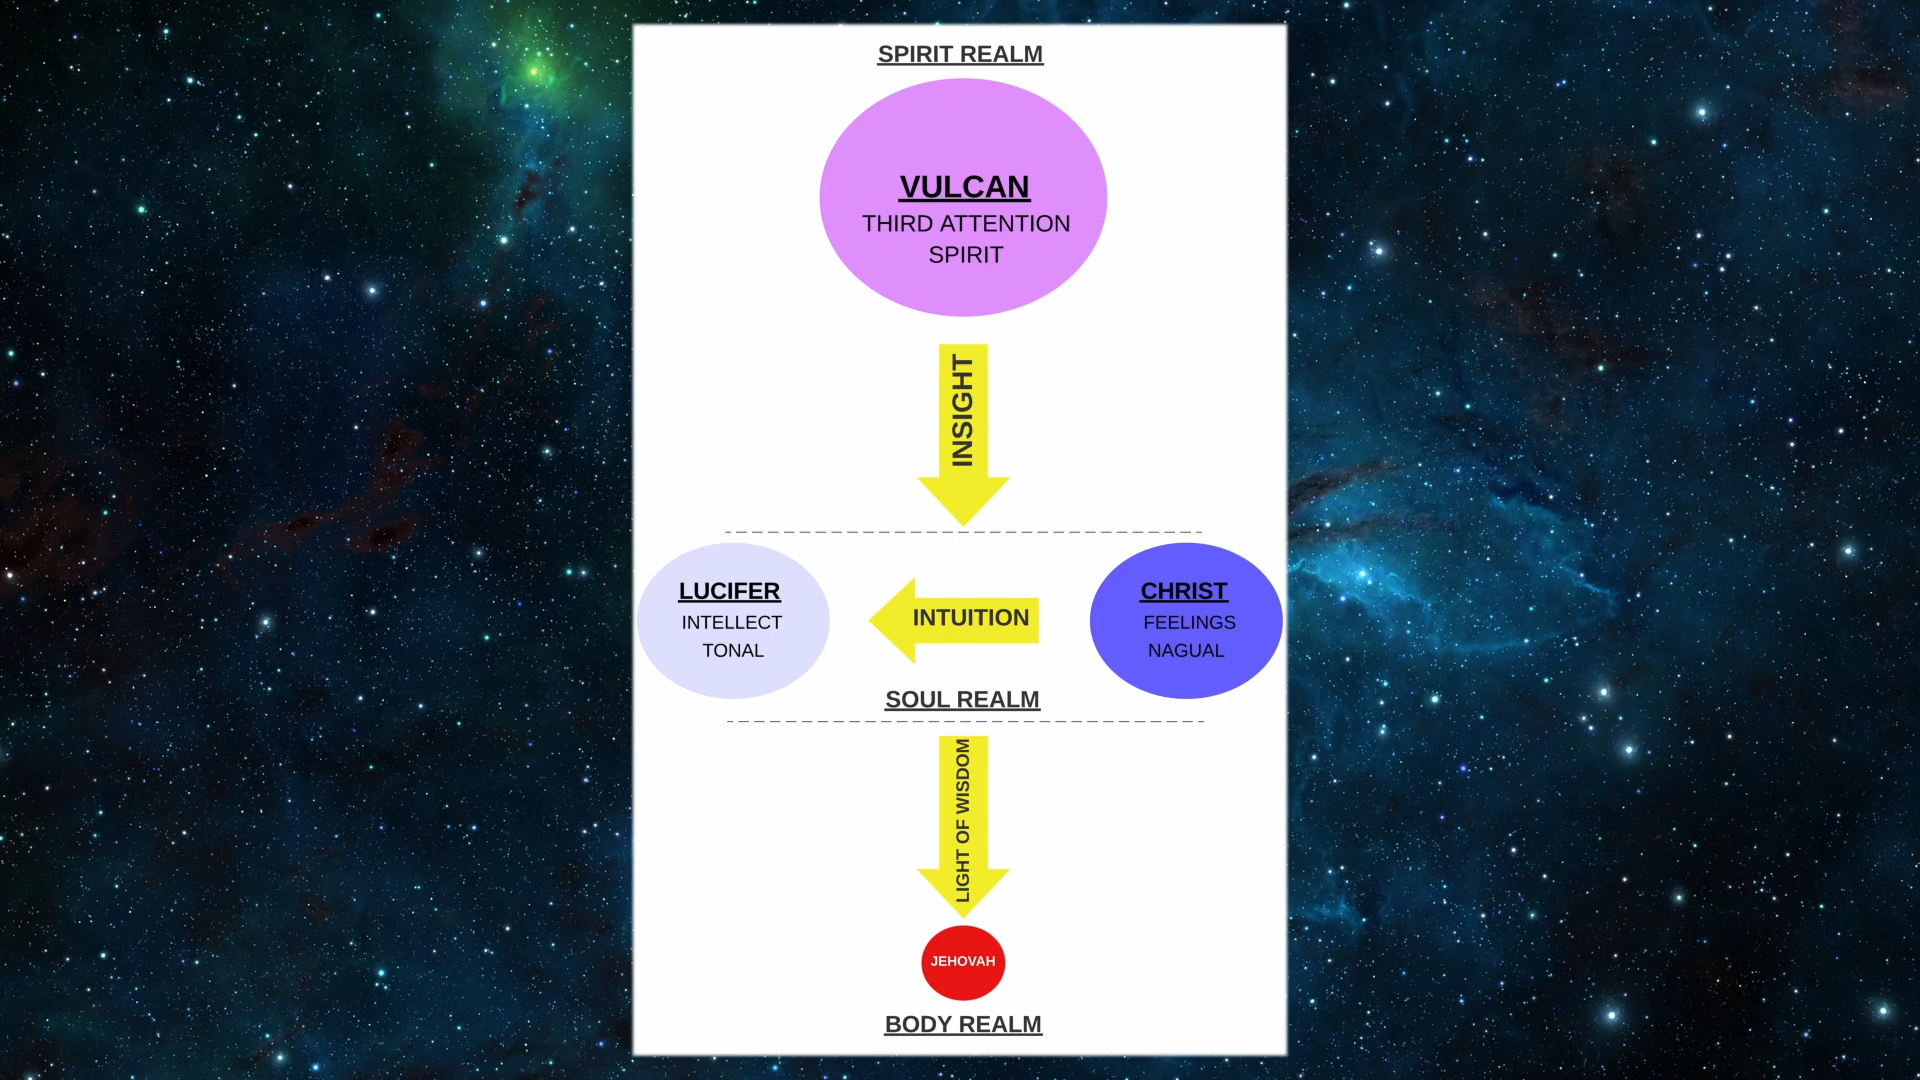 SPIRIT REALM
VULCAN
THIRD ATTENTION
SPIRIT
INSIGHT
LUCIFER
INTELLECT
TONAL
INTUITION
CHRIST
FEELINGS
NAGUAL
SOUL REALM
LIGHT OF WISDOM
JEHOVAH
BODY REALM